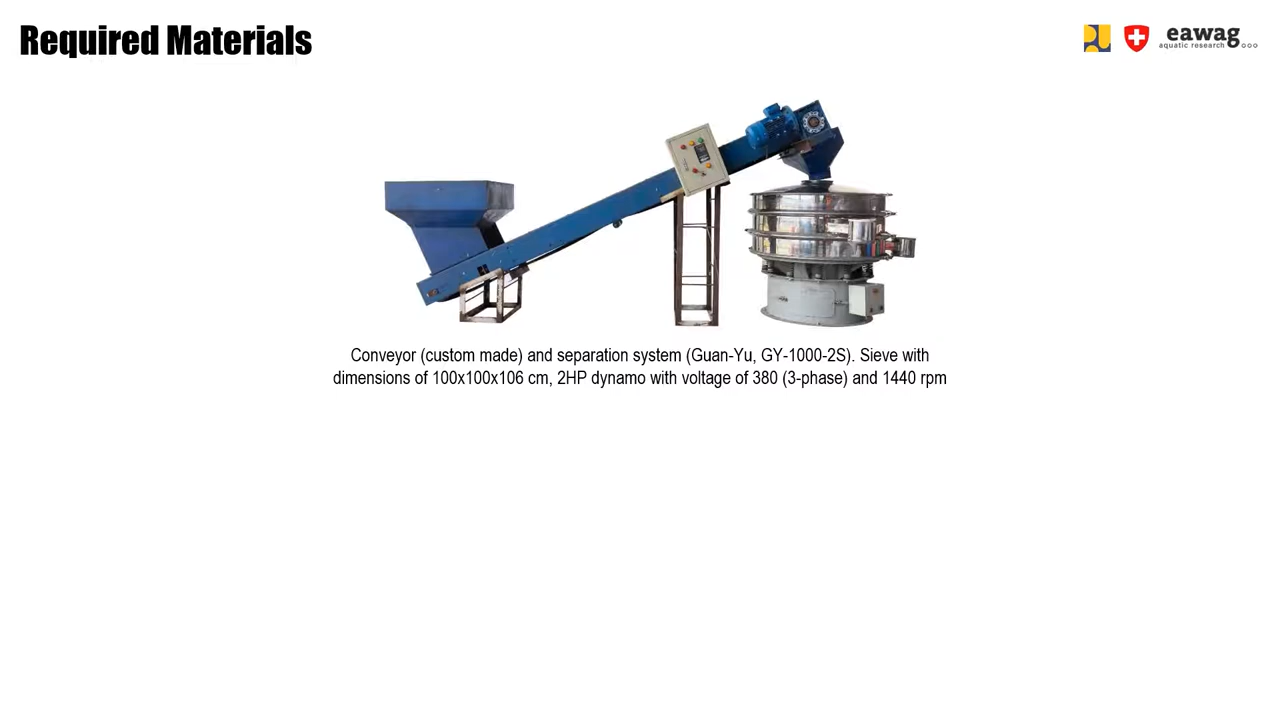 Required Materials
eawag
aquatic research
Conveyor (custom made) and separation system (Guan-Yu, GY-1000-2S). Sieve with
dimensions of 100x100x106 cm, 2HP dynamo with voltage of 380 (3-phase) and 1440 rpm